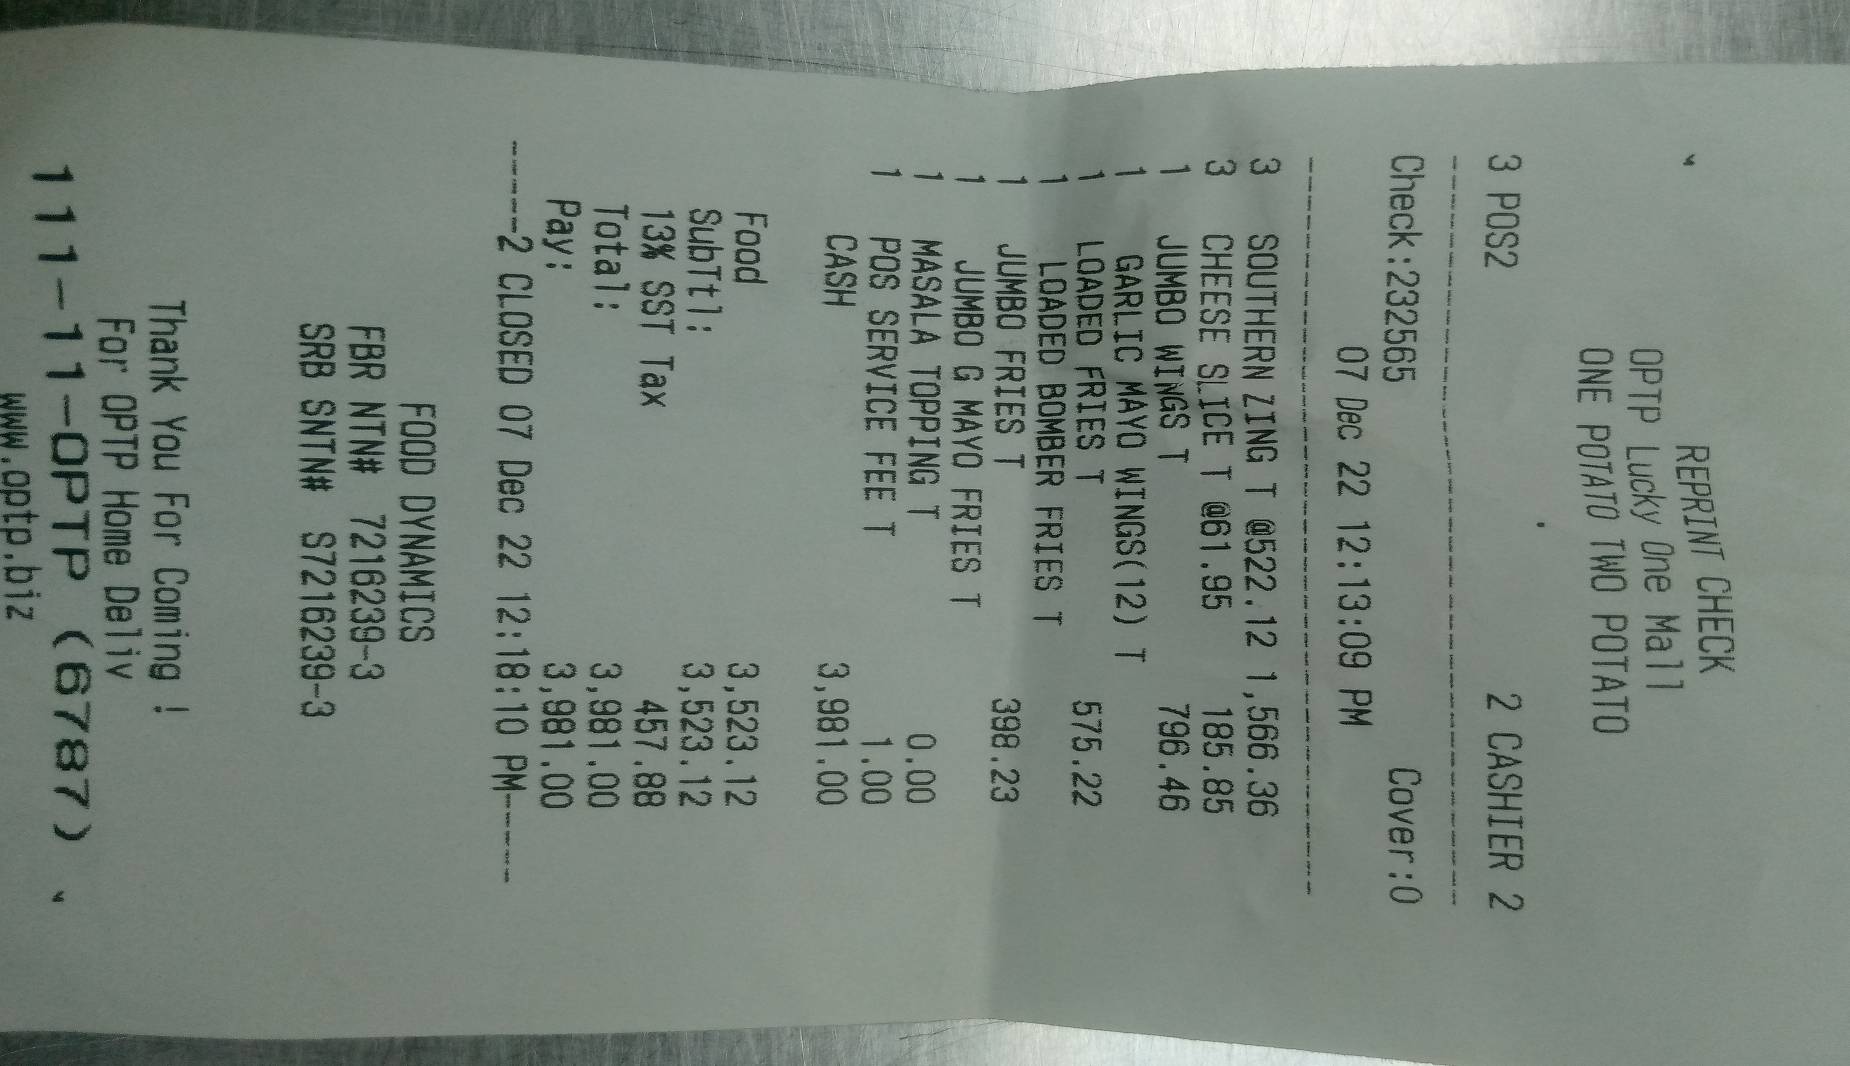 REPRINT CHECK
OPTP Lucky One Mall
ONE POTATO TWO POTATO
3 POS2 2 CASHIER 2
Check:232565 Cover:0
07 Dec 22 12:13:09 PM
3 SOUTHERN ZING T @522.12 1,566.36
3 CHEESE SLICE T @61.95 185.85
1 JUMBO WINGS T 796.46
1 GARLIC MAYO WINGS(12) T
1 LOADED FRIES T 575.22
1 LOADED BOMBER FRIES T
1 JUMBO FRIES T 398.23
1 JUMBO G MAYO FRIES T
1 MASALA TOPPING T 0.00
1 POS SERVICE FEE T 1.00
CASH 3,981.00
Food 3,523.12
SubTtl: 3,523.12
13% SST Tax 457.88
Total: 3,981.00
Pay: 3,981.00
-----2 CLOSED 07 Dec 22 12:18:10 PM-----
FOOD DYNAMICS
FBR NTN# 7216239-3
SRB SNTN# S7216239-3
Thank You For Coming !
For OPTP Home Deliv
111-11-OPTP (6787)
www.optp.biz